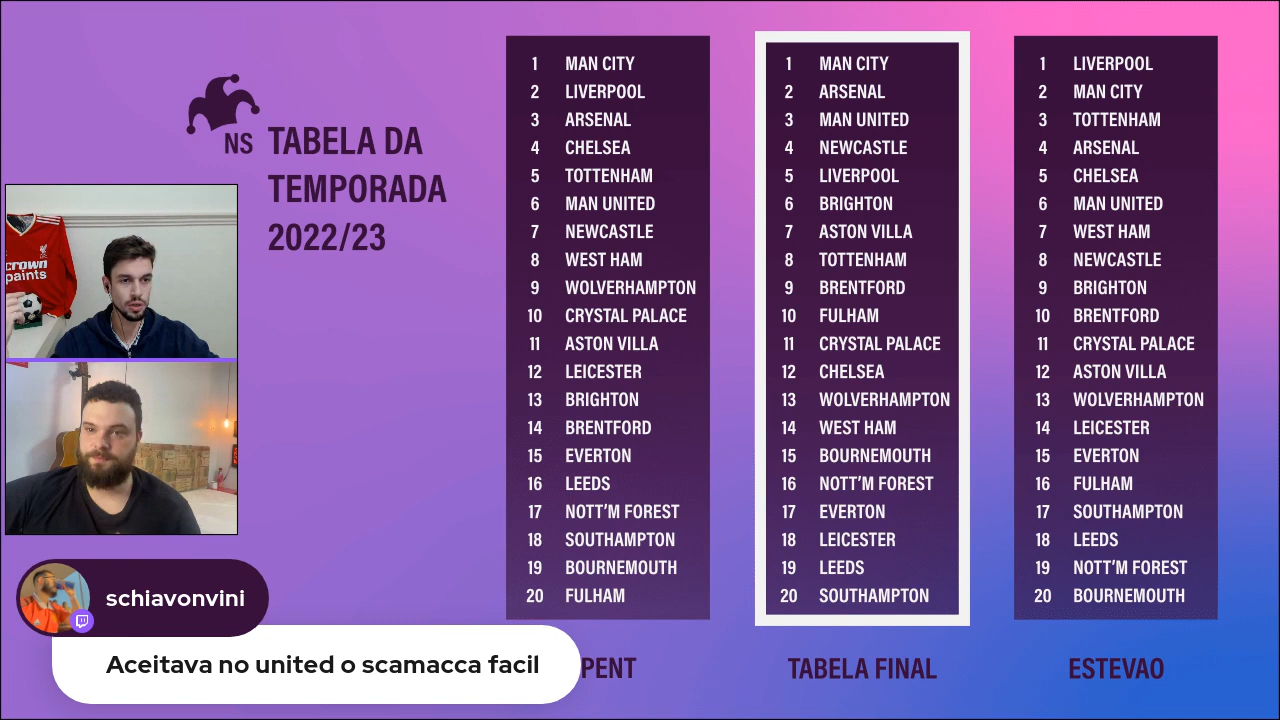 NS
TABELA DA
TEMPORADA
2022/23
crown
paints
1 MAN CITY
2 LIVERPOOL
3 ARSENAL
4 CHELSEA
5 TOTTENHAM
6 MAN UNITED
7 NEWCASTLE
8 WEST HAM
9 WOLVERHAMPTON
10 CRYSTAL PALACE
11 ASTON VILLA
12 LEICESTER
13 BRIGHTON
14 BRENTFORD
15 EVERTON
16 LEEDS
17 NOTT’M FOREST
18 SOUTHAMPTON
19 BOURNEMOUTH
20 FULHAM
PENT
1 MAN CITY
2 ARSENAL
3 MAN UNITED
4 NEWCASTLE
5 LIVERPOOL
6 BRIGHTON
7 ASTON VILLA
8 TOTTENHAM
9 BRENTFORD
10 FULHAM
11 CRYSTAL PALACE
12 CHELSEA
13 WOLVERHAMPTON
14 WEST HAM
15 BOURNEMOUTH
16 NOTT’M FOREST
17 EVERTON
18 LEICESTER
19 LEEDS
20 SOUTHAMPTON
TABELA FINAL
1 LIVERPOOL
2 MAN CITY
3 TOTTENHAM
4 ARSENAL
5 CHELSEA
6 MAN UNITED
7 WEST HAM
8 NEWCASTLE
9 BRIGHTON
10 BRENTFORD
11 CRYSTAL PALACE
12 ASTON VILLA
13 WOLVERHAMPTON
14 LEICESTER
15 EVERTON
16 FULHAM
17 SOUTHAMPTON
18 LEEDS
19 NOTT’M FOREST
20 BOURNEMOUTH
ESTEVAO
schiavonvini
Aceitava no united o scamacca facil